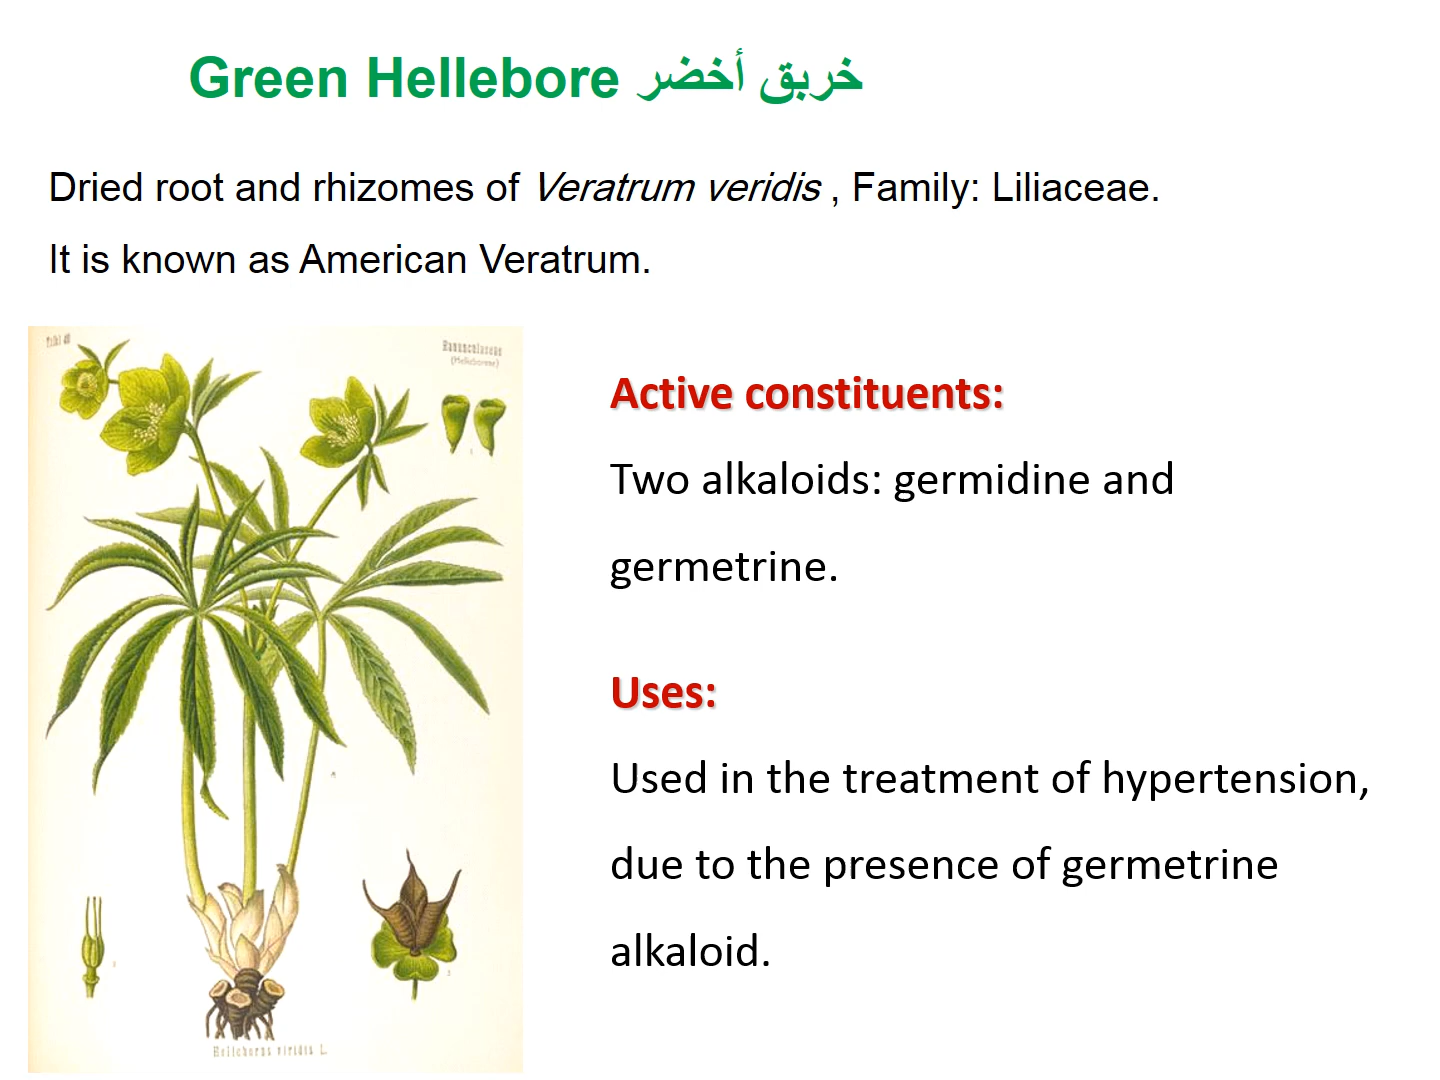 Green Hellebore خربق أخضر
Dried root and rhizomes of Veratrum veridis , Family: Liliaceae.
It is known as American Veratrum.
(Helleboreae)
Active constituents:
Two alkaloids: germidine and
germetrine.
Uses:
Used in the treatment of hypertension,
due to the presence of germetrine
alkaloid.
viridis L.